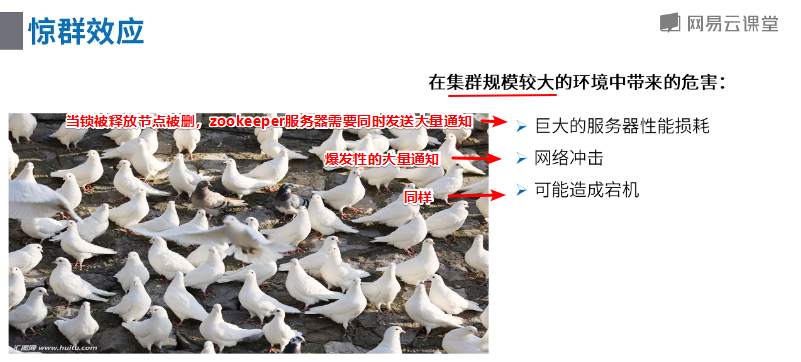 惊群效应
网易云课堂
在集群规模较大的环境中带来的危害：
当锁被释放节点被删，zookeeper服务器需要同时发送大量通知
巨大的服务器性能损耗
爆发性的大量通知
网络冲击
同样
可能造成宕机
汇图网 www.huitu.com